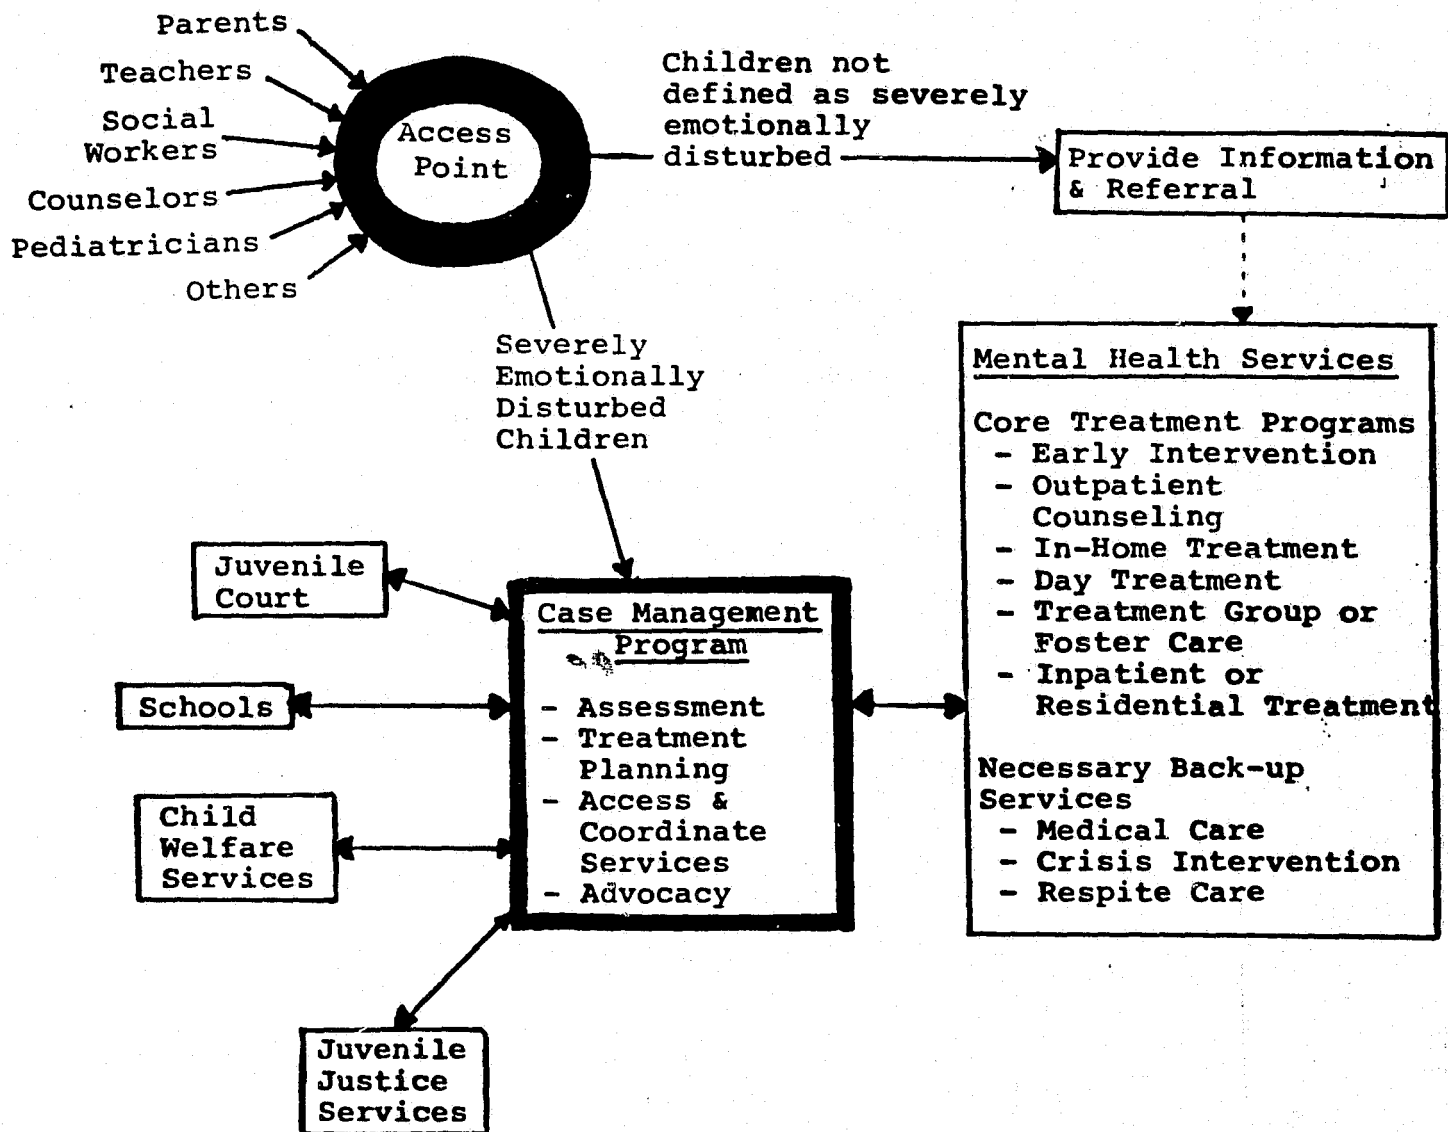 Parents
Teachers
Social
Workers
Counselors
Pediatricians
Others
Access
Point
Children not
defined as severely
emotionally
disturbed
Provide Information
& Referral
Severely
Emotionally
Disturbed
Children
Mental Health Services
Core Treatment Programs
- Early Intervention
- Outpatient
Counseling
- In-Home Treatment
- Day Treatment
- Treatment Group or
Foster Care
- Inpatient or
Residential Treatment
Necessary Back-up
Services
- Medical Care
- Crisis Intervention
- Respite Care
Juvenile
Court
Schools
Child
Welfare
Services
Case Management
Program
- Assessment
- Treatment
Planning
- Access &
Coordinate
Services
- Advocacy
Juvenile
Justice
Services